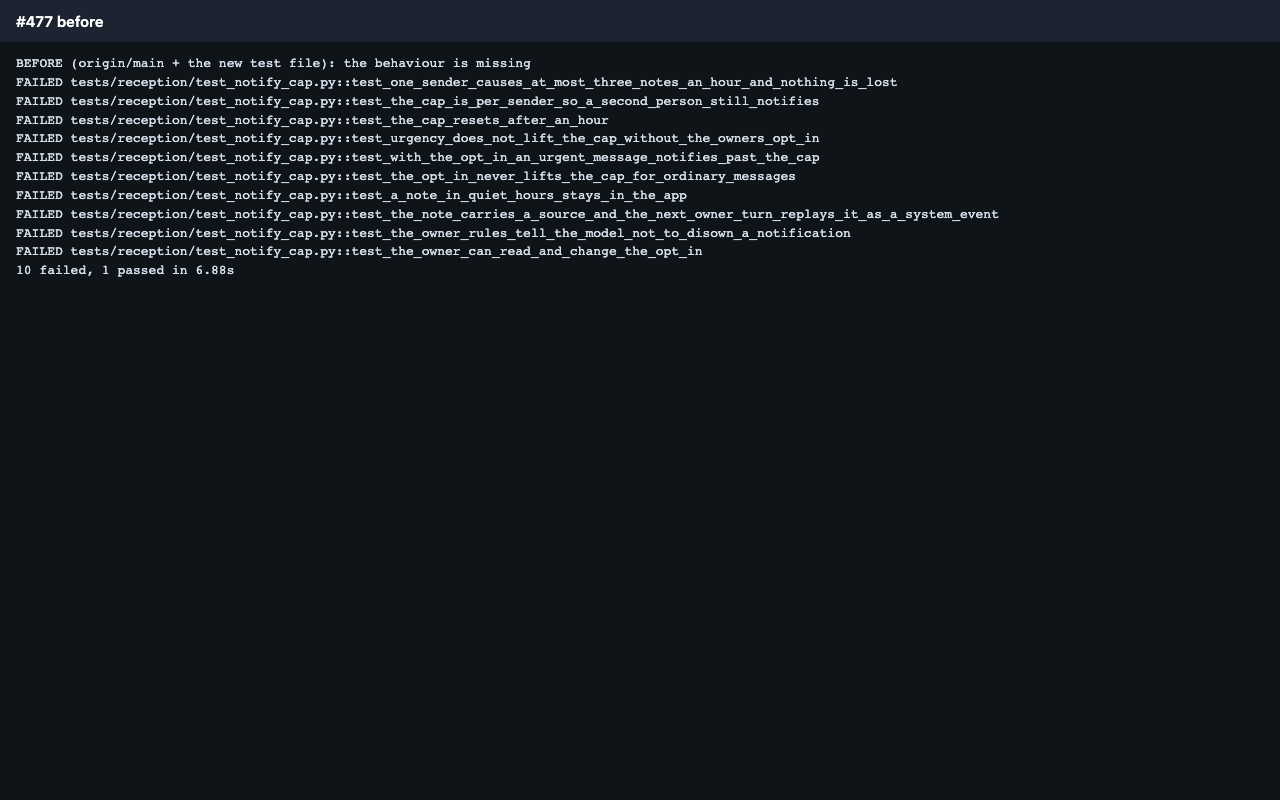 #477 before
BEFORE (origin/main + the new test file): the behaviour is missing
FAILED tests/reception/test_notify_cap.py::test_one_sender_causes_at_most_three_notes_an_hour_and_nothing_is_lost
FAILED tests/reception/test_notify_cap.py::test_the_cap_is_per_sender_so_a_second_person_still_notifies
FAILED tests/reception/test_notify_cap.py::test_the_cap_resets_after_an_hour
FAILED tests/reception/test_notify_cap.py::test_urgency_does_not_lift_the_cap_without_the_owners_opt_in
FAILED tests/reception/test_notify_cap.py::test_with_the_opt_in_an_urgent_message_notifies_past_the_cap
FAILED tests/reception/test_notify_cap.py::test_the_opt_in_never_lifts_the_cap_for_ordinary_messages
FAILED tests/reception/test_notify_cap.py::test_a_note_in_quiet_hours_stays_in_the_app
FAILED tests/reception/test_notify_cap.py::test_the_note_carries_a_source_and_the_next_owner_turn_replays_it_as_a_system_event
FAILED tests/reception/test_notify_cap.py::test_the_owner_rules_tell_the_model_not_to_disown_a_notification
FAILED tests/reception/test_notify_cap.py::test_the_owner_can_read_and_change_the_opt_in
10 failed, 1 passed in 6.88s